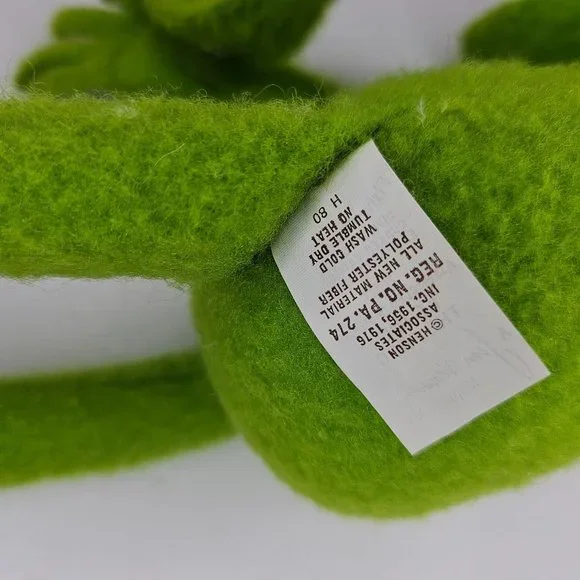 © HENSON
ASSOCIATES
INC. 1956, 1976
REG. NO. PA. 274
ALL NEW MATERIAL
POLYESTER FIBER
WASH COLD
TUMBLE DRY
NO HEAT
H 80